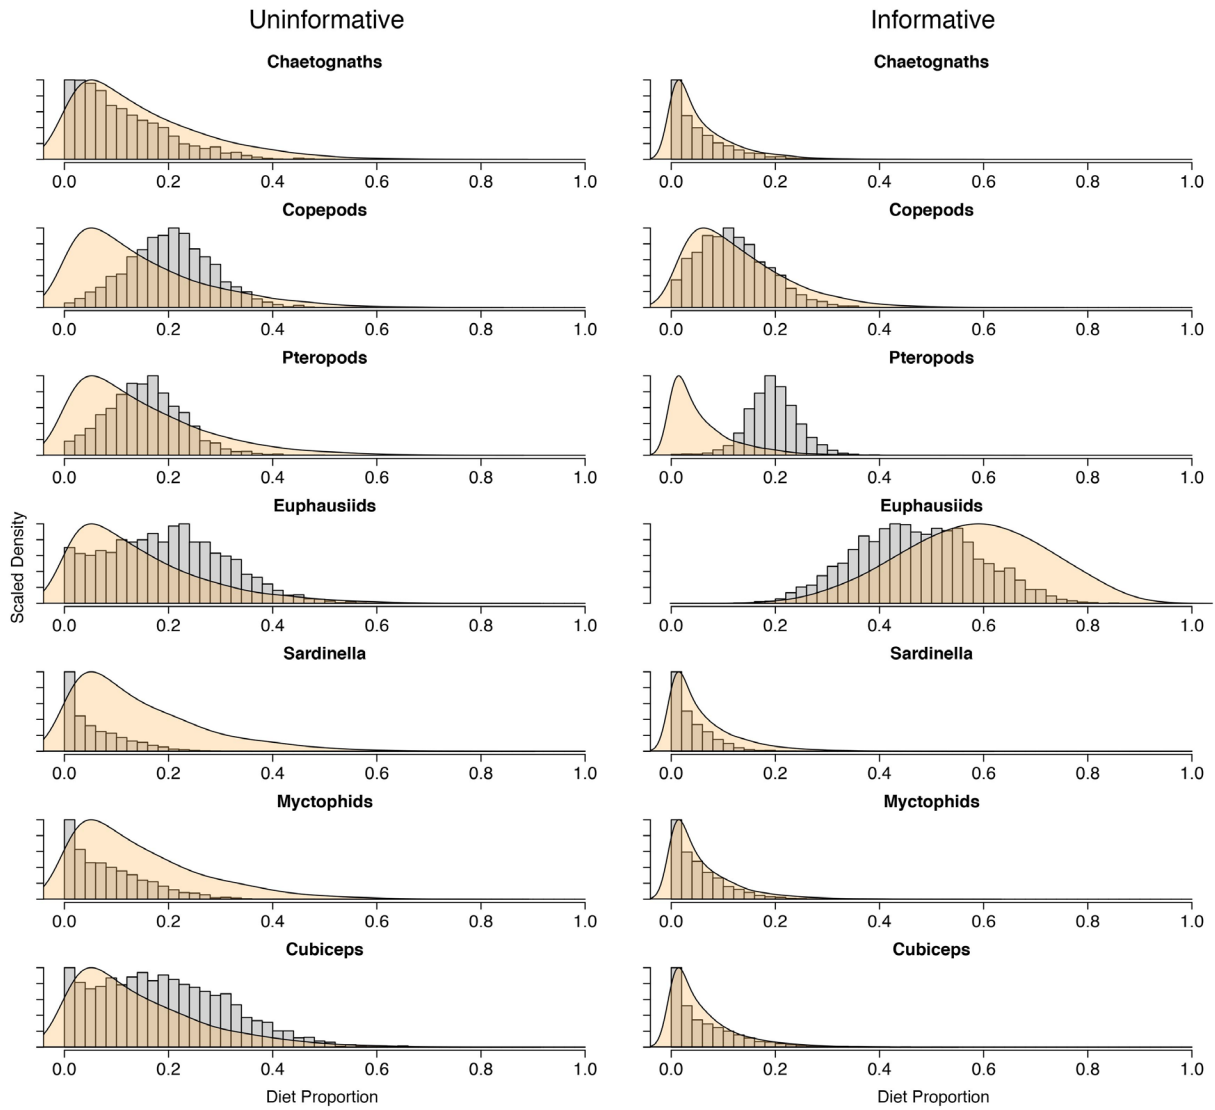 Uninformative Informative
Chaetognaths Chaetognaths
0.0 0.2 0.4 0.6 0.8 1.0 0.0 0.2 0.4 0.6 0.8 1.0
Copepods Copepods
0.0 0.2 0.4 0.6 0.8 1.0 0.0 0.2 0.4 0.6 0.8 1.0
Pteropods Pteropods
0.0 0.2 0.4 0.6 0.8 1.0 0.0 0.2 0.4 0.6 0.8 1.0
Euphausiids Euphausiids
Scaled Density
0.0 0.2 0.4 0.6 0.8 1.0 0.0 0.2 0.4 0.6 0.8 1.0
Sardinella Sardinella
0.0 0.2 0.4 0.6 0.8 1.0 0.0 0.2 0.4 0.6 0.8 1.0
Myctophids Myctophids
0.0 0.2 0.4 0.6 0.8 1.0 0.0 0.2 0.4 0.6 0.8 1.0
Cubiceps Cubiceps
0.0 0.2 0.4 0.6 0.8 1.0 0.0 0.2 0.4 0.6 0.8 1.0
Diet Proportion Diet Proportion